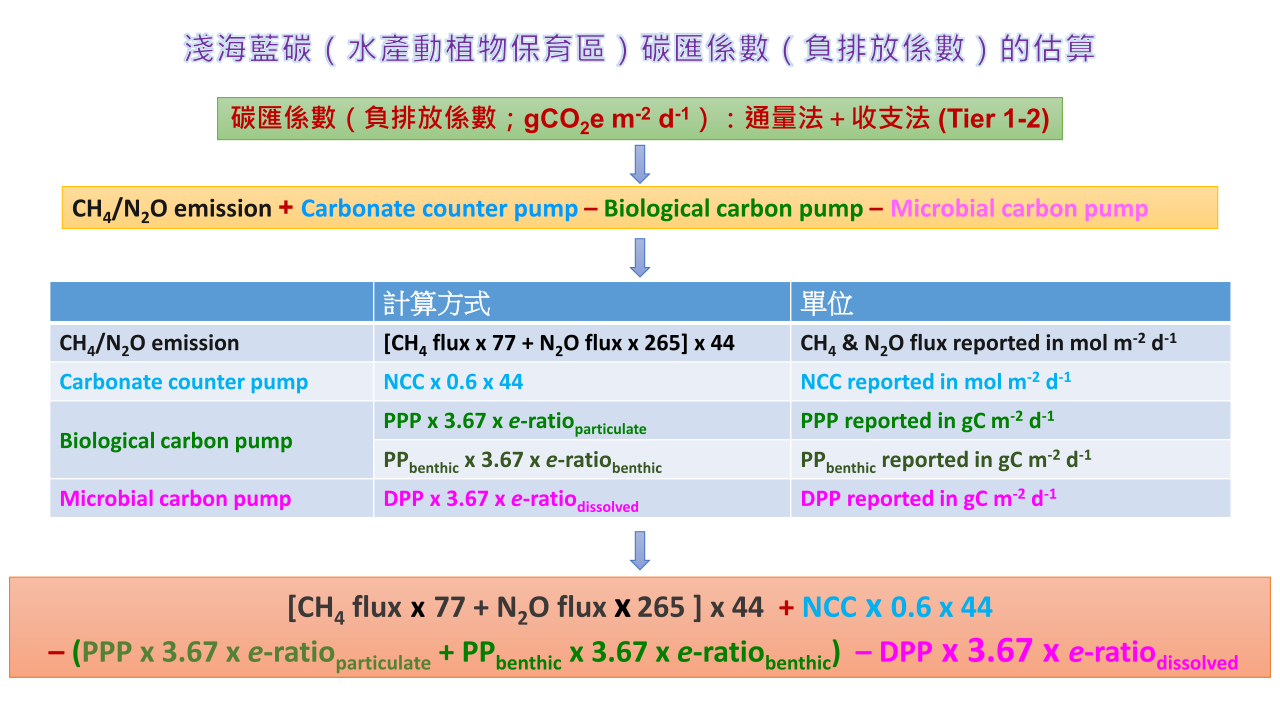 淺海藍碳（水產動植物保育區）碳匯係數（負排放係數）的估算
碳匯係數（負排放係數；gCO₂e m⁻² d⁻¹）：通量法＋收支法 (Tier 1-2)
CH₄/N₂O emission + Carbonate counter pump – Biological carbon pump – Microbial carbon pump
計算方式 單位
CH₄/N₂O emission [CH₄ flux x 77 + N₂O flux x 265] x 44 CH₄ & N₂O flux reported in mol m⁻² d⁻¹
Carbonate counter pump NCC x 0.6 x 44 NCC reported in mol m⁻² d⁻¹
Biological carbon pump
PPP x 3.67 x e-ratioparticulate PPP reported in gC m⁻² d⁻¹
PPbenthic x 3.67 x e-ratiobenthic PPbenthic reported in gC m⁻² d⁻¹
Microbial carbon pump DPP x 3.67 x e-ratiodissolved DPP reported in gC m⁻² d⁻¹
[CH₄ flux x 77 + N₂O flux x 265 ] x 44 + NCC x 0.6 x 44
– (PPP x 3.67 x e-ratioparticulate + PPbenthic x 3.67 x e-ratiobenthic) – DPP x 3.67 x e-ratiodissolved